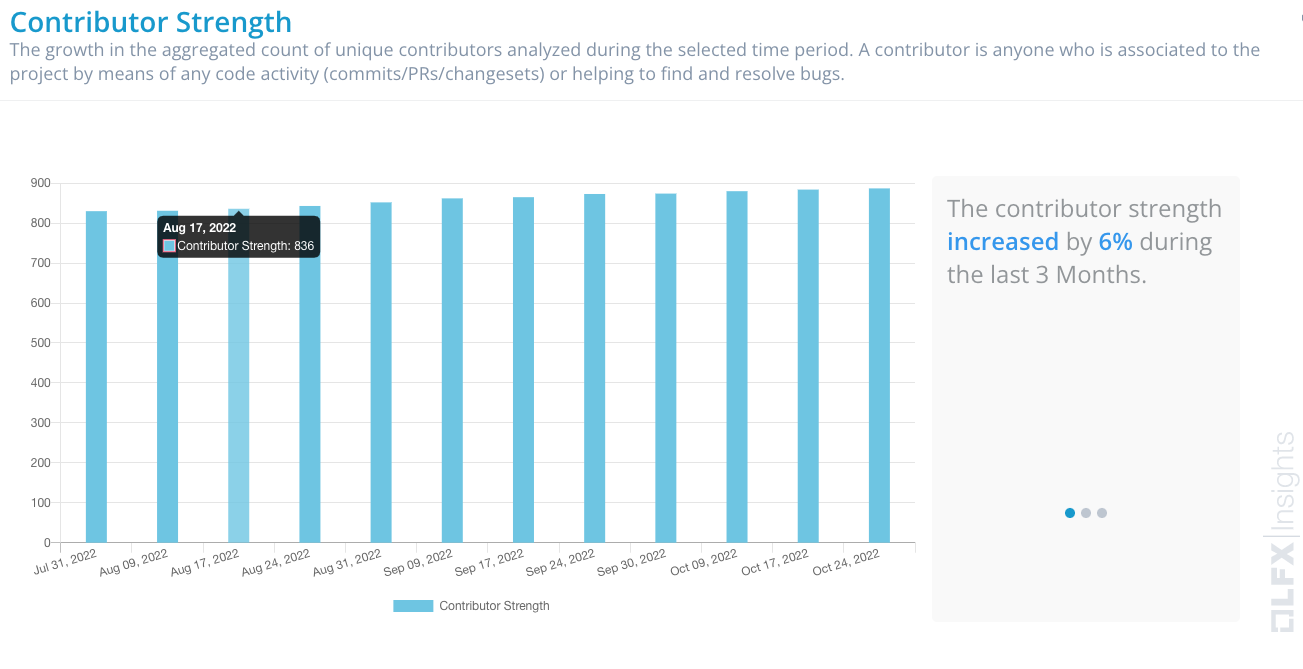 Contributor Strength
The growth in the aggregated count of unique contributors analyzed during the selected time period. A contributor is anyone who is associated to the
project by means of any code activity (commits/PRs/changesets) or helping to find and resolve bugs.
900
800
700
600
500
400
300
200
100
0
Aug 17, 2022
Contributor Strength: 836
Jul 31, 2022
Aug 09, 2022
Aug 17, 2022
Aug 24, 2022
Aug 31, 2022
Sep 09, 2022
Sep 17, 2022
Sep 24, 2022
Sep 30, 2022
Oct 09, 2022
Oct 17, 2022
Oct 24, 2022
Contributor Strength
The contributor strength
increased by 6% during
the last 3 Months.
LFX|Insights